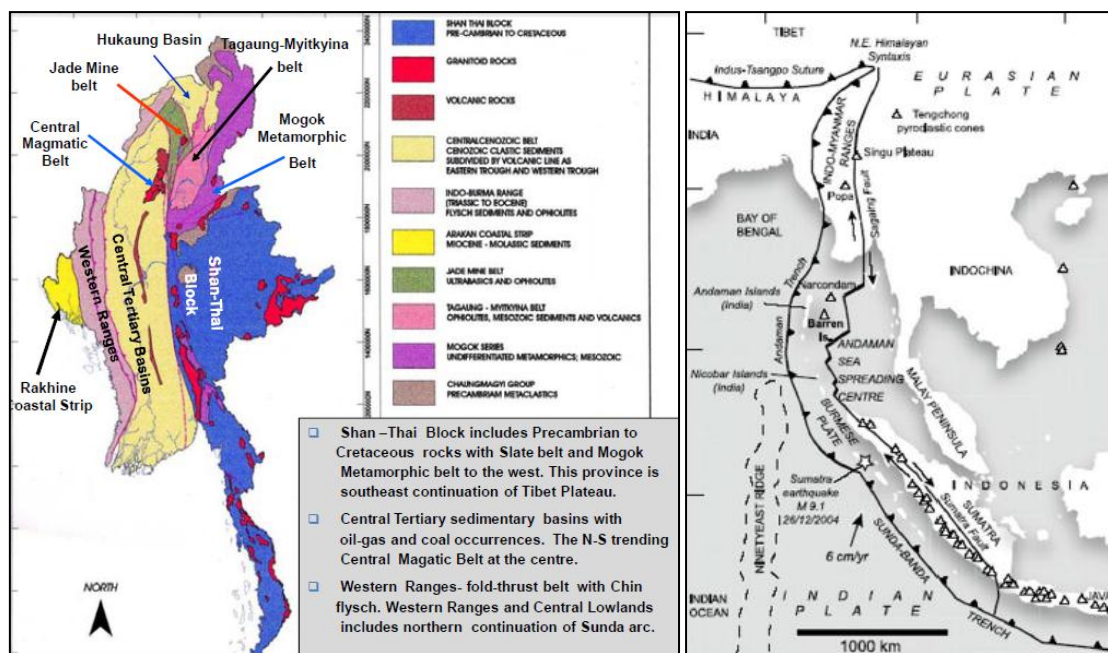 Hukaung Basin
Tagaung-Myitkyina
belt
Jade Mine
belt
Central
Magmatic
Belt
Mogok
Metamorphic
Belt
Western Ranges
Central Tertiary Basins
Shan-Thai
Block
Rakhine
oastal Strip
NORTH
SHAN THAI BLOCK
PRE-CAMBRIAN TO CRETACEOUS
GRANITOID ROCKS
VOLCANIC ROCKS
CENTRALCENOZOIC BELT
CENOZOIC CLASTIC SEDIMENTS
SUBDIVIDED BY VOLCANIC LINE AS
EASTERN TROUGH AND WESTERN TROUGH
INDO-BURMA RANGE
(TRIASSIC TO EOCENE)
FLYSCH SEDIMENTS AND OPHIOLITES
ARAKAN COASTAL STRIP
MIOCENE - MOLASSIC SEDIMENTS
JADE MINE BELT
ULTRABASICS AND OPHIOLITES
TAGAUNG - MYITKYINA BELT
OPHIOLITES, MESOZOIC SEDIMENTS AND VOLCANICS
MOGOK SERIES
UNDIFFERENTIATED METAMORPHICS; MESOZOIC
CHAUNGMAGYI GROUP
PRECAMBRIAM METACLASTICS
Shan –Thai Block includes Precambrian to
Cretaceous rocks with Slate belt and Mogok
Metamorphic belt to the west. This province is
southeast continuation of Tibet Plateau.
Central Tertiary sedimentary basins with
oil-gas and coal occurrences. The N-S trending
Central Magatic Belt at the centre.
Western Ranges- fold-thrust belt with Chin
flysch. Western Ranges and Central Lowlands
includes northern continuation of Sunda arc.
TIBET
N.E. Himalayan
Syntaxis
Indus-Tsangpo Suture
HIMALAYA
EURASIAN
PLATE
INDIA
INDO-MYANMAR
RANGES
Tengchong
pyroclastic cones
Singu Plateau
Popa
Sagaing Fault
BAY OF
BENGAL
INDOCHINA
Andaman Trench
Narcondam
Andaman Islands
(India)
Barren
Is.
ANDAMAN
SEA
SPREADING
CENTRE
Nicobar Islands
(India)
MALAY PENINSULA
BURMESE
PLATE
NINETYEAST RIDGE
Sumatra
earthquake
M 9.1
26/12/2004
INDONESIA
SUMATRA
Sumatra Fault
6 cm/yr
SUNDA-BANDA
TRENCH
JAVA
INDIAN
OCEAN
INDIAN
PLATE
1000 km